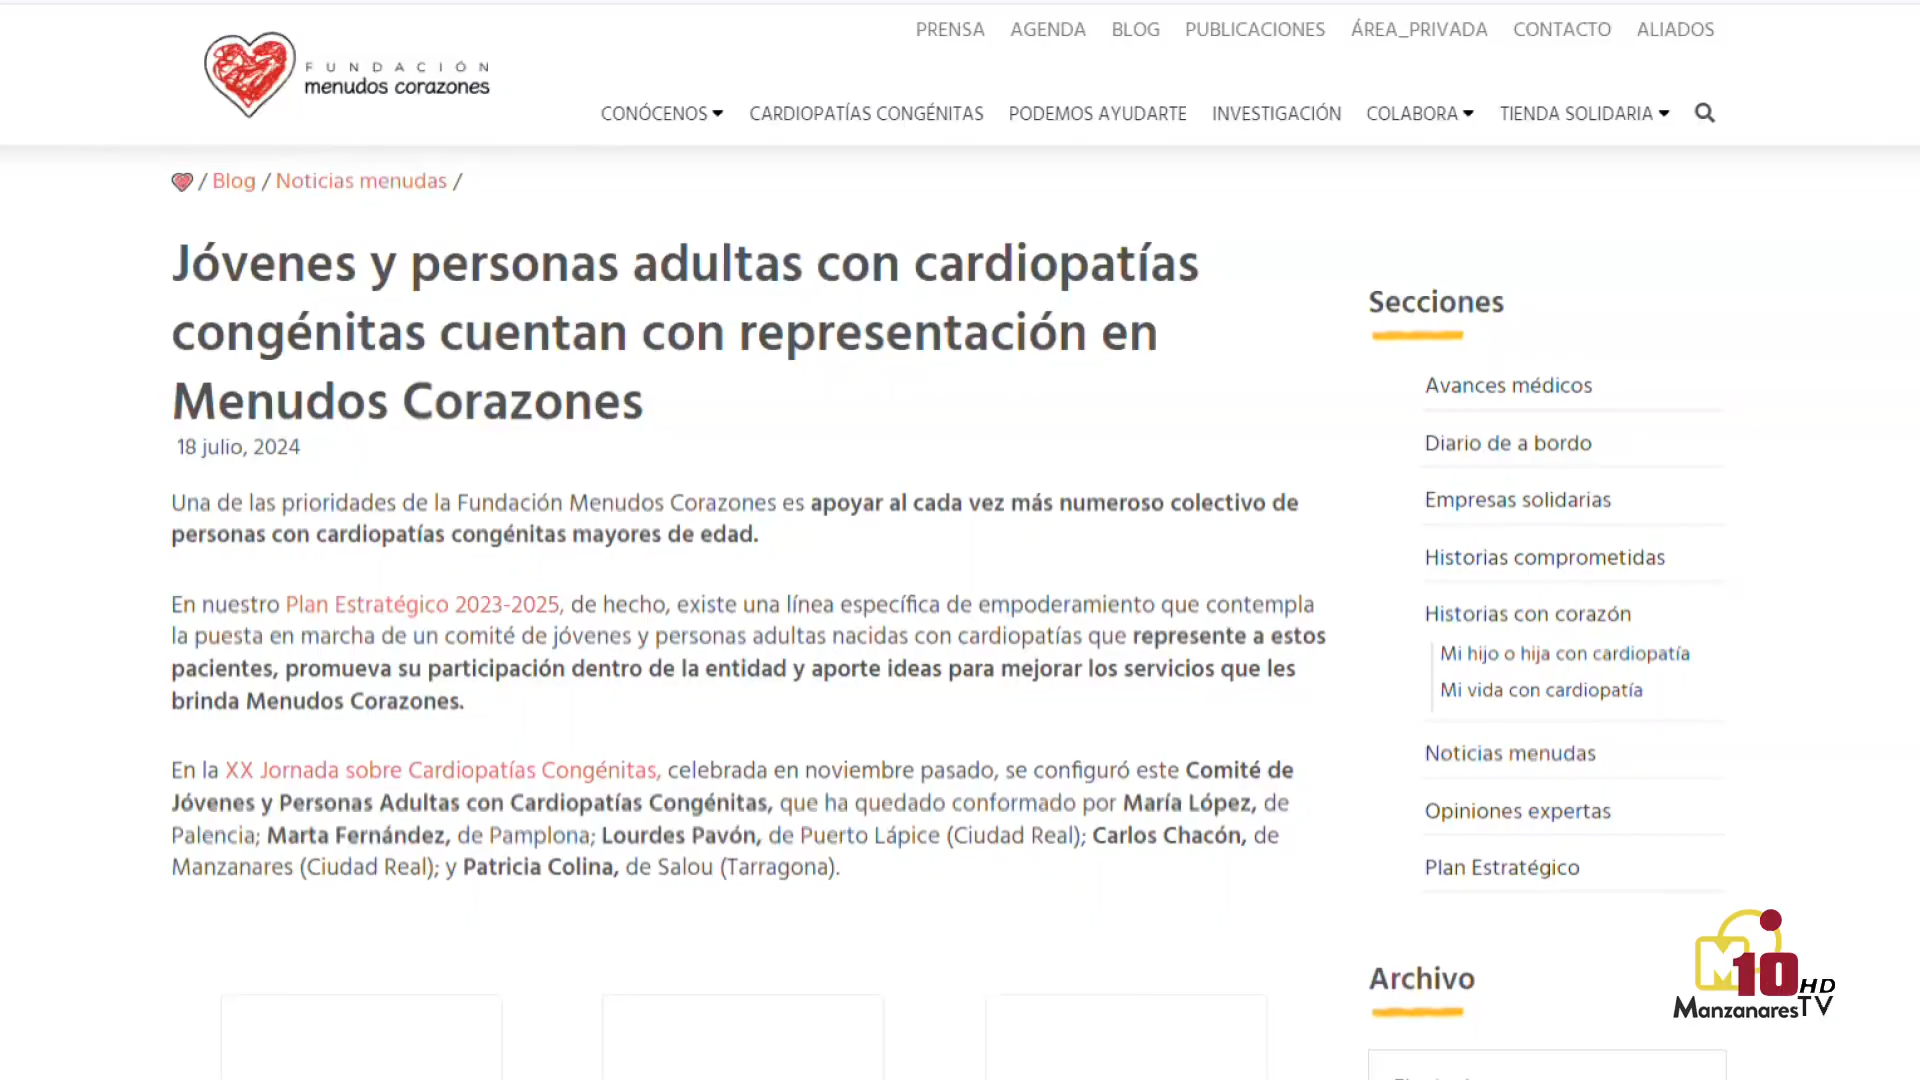 PRENSA AGENDA BLOG PUBLICACIONES ÁREA_PRIVADA CONTACTO ALIADOS
FUNDACIÓN
menudos corazones
CONÓCENOS CARDIOPATÍAS CONGÉNITAS PODEMOS AYUDARTE INVESTIGACIÓN COLABORA TIENDA SOLIDARIA
/ Blog / Noticias menudas /
Jóvenes y personas adultas con cardiopatías
congénitas cuentan con representación en
Menudos Corazones
18 julio, 2024
Una de las prioridades de la Fundación Menudos Corazones es apoyar al cada vez más numeroso colectivo de
personas con cardiopatías congénitas mayores de edad.
En nuestro Plan Estratégico 2023-2025, de hecho, existe una línea específica de empoderamiento que contempla
la puesta en marcha de un comité de jóvenes y personas adultas nacidas con cardiopatías que represente a estos
pacientes, promueva su participación dentro de la entidad y aporte ideas para mejorar los servicios que les
brinda Menudos Corazones.
En la XX Jornada sobre Cardiopatías Congénitas, celebrada en noviembre pasado, se configuró este Comité de
Jóvenes y Personas Adultas con Cardiopatías Congénitas, que ha quedado conformado por María López, de
Palencia; Marta Fernández, de Pamplona; Lourdes Pavón, de Puerto Lápice (Ciudad Real); Carlos Chacón, de
Manzanares (Ciudad Real); y Patricia Colina, de Salou (Tarragona).
Secciones
Avances médicos
Diario de a bordo
Empresas solidarias
Historias comprometidas
Historias con corazón
Mi hijo o hija con cardiopatía
Mi vida con cardiopatía
Noticias menudas
Opiniones expertas
Plan Estratégico
Archivo
M10HD
ManzanaresTV